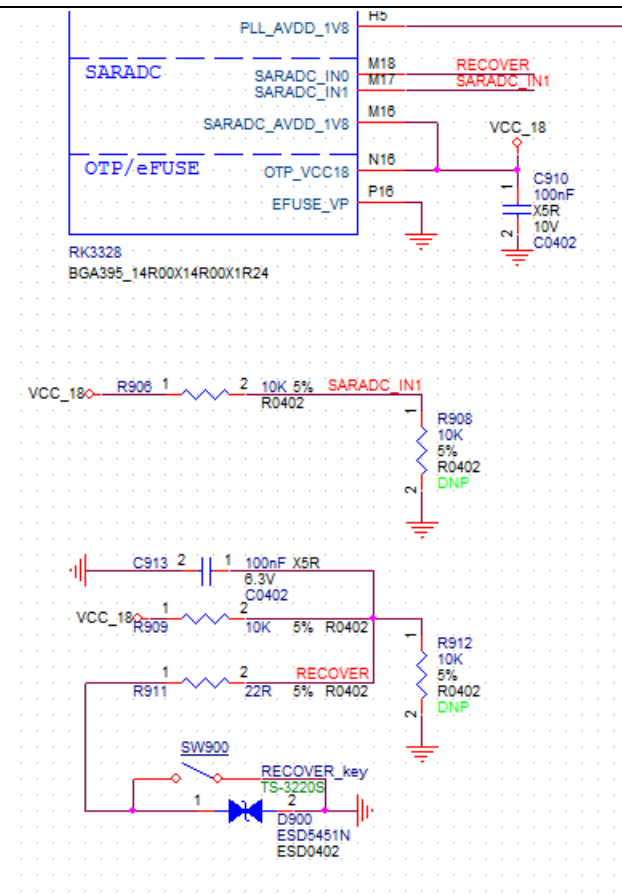 H5
PLL_AVDD_1V8
SARADC
M18
RECOVER
SARADC_IN0
M17
SARADC_IN1
SARADC_IN1
M16
SARADC_AVDD_1V8
VCC_18
OTP/eFUSE
N16
OTP_VCC18
P16
EFUSE_VP
1
C910
100nF
X5R
10V
2
C0402
RK3328
BGA395_14R00X14R00X1R24
VCC_18
R906
1
2
10K 5%
SARADC_IN1
R0402
1
R908
10K
5%
R0402
2
DNP
C913
2
1
100nF X5R
6.3V
C0402
VCC_18
1
2
R909
10K
5% R0402
1
R912
10K
5%
R0402
2
DNP
1
2
RECOVER
R911
22R
5% R0402
SW900
RECOVER_key
TS-3220S
1
2
D900
ESD5451N
ESD0402